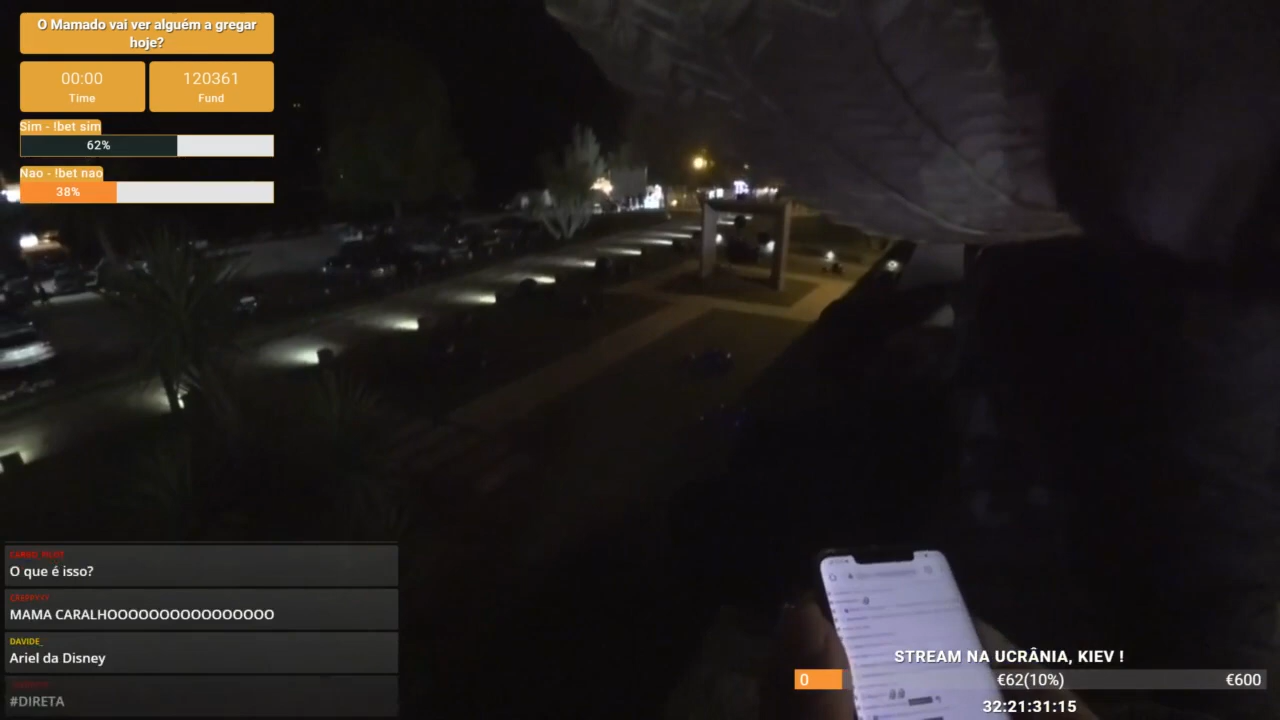 O Mamado vai ver alguém a gregar
hoje?
00:00
Time
120361
Fund
Sim - !bet sim
62%
Nao - !bet nao
38%
O que é isso?
MAMA CARALHOOOOOOOOOOOOOOOO
DAVIDE_
Ariel da Disney
#DIRETA
STREAM NA UCRÂNIA, KIEV !
0
€62(10%)
€600
32:21:31:15